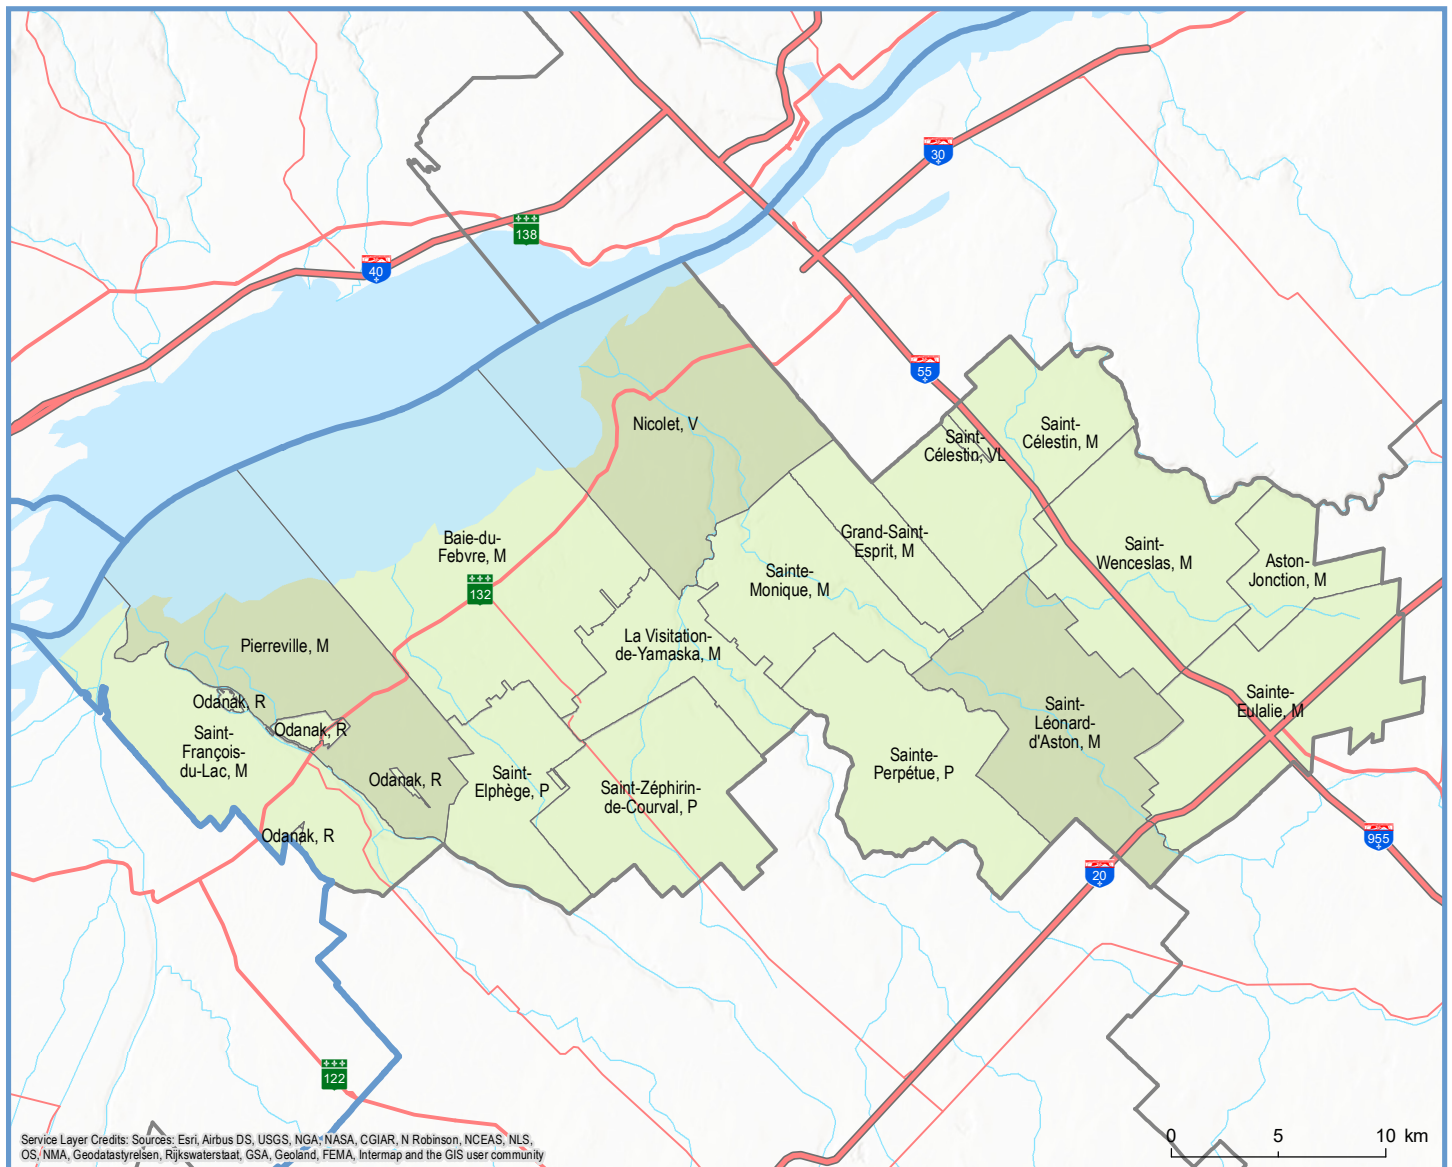 30
138
40
55
Nicolet, V
Saint-
Célestin, M
Saint-
Célestin, VL
Grand-Saint-
Esprit, M
Baie-du-
Febvre, M
Saint-
Wenceslas, M
Aston-
Jonction, M
Sainte-
Monique, M
132
La Visitation-
de-Yamaska, M
Pierreville, M
Odanak, R
Odanak, R
Saint-
François-
du-Lac, M
Sainte-
Eulalie, M
Saint-
Léonard-
d'Aston, M
Sainte-
Perpétue, P
Odanak, R
Saint-
Elphège, P
Saint-Zéphirin-
de-Courval, P
Odanak, R
955
20
122
0 5 10 km
Service Layer Credits: Sources: Esri, Airbus DS, USGS, NGA, NASA, CGIAR, N Robinson, NCEAS, NLS,
OS, NMA, Geodatastyrelsen, Rijkswaterstaat, GSA, Geoland, FEMA, Intermap and the GIS user community